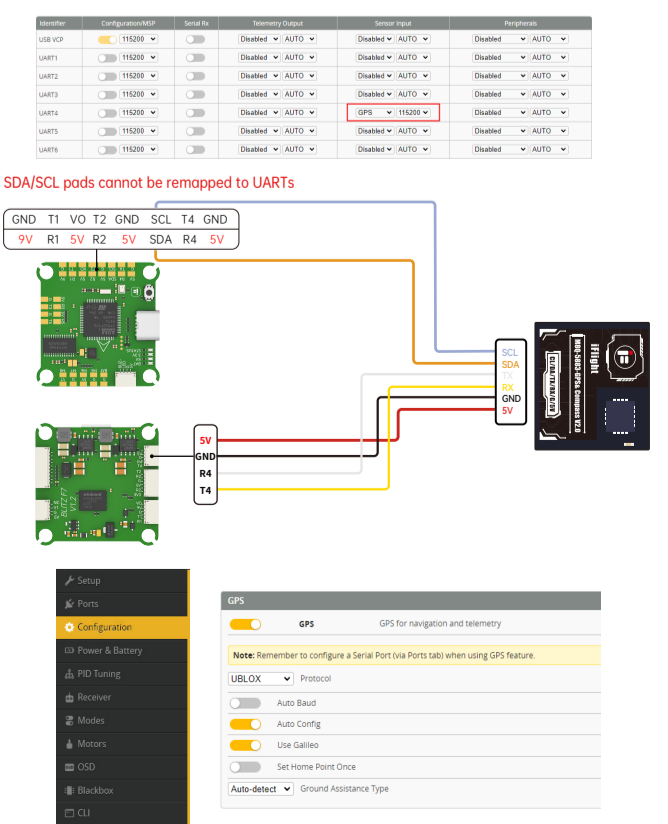 Identifier Configuration/MSP Serial Rx Telemetry Output Sensor Input Peripherals
USB VCP 115200 Disabled AUTO Disabled AUTO Disabled AUTO
UART1 115200 Disabled AUTO Disabled AUTO Disabled AUTO
UART2 115200 Disabled AUTO Disabled AUTO Disabled AUTO
UART3 115200 Disabled AUTO Disabled AUTO Disabled AUTO
UART4 115200 Disabled AUTO GPS 115200 Disabled AUTO
UART5 115200 Disabled AUTO Disabled AUTO Disabled AUTO
UART6 115200 Disabled AUTO Disabled AUTO Disabled AUTO
SDA/SCL pads cannot be remapped to UARTs
GND T1 VO T2 GND SCL T4 GND
9V R1 5V R2 5V SDA R4 5V
SCL
SDA
TX
RX
GND
5V
iFlight
M8Q-5883-GPS& Compass V2.0
CL/DA/TX/RX/G/5V
5V
GND
R4
T4
BLITZ F7
V1.2
Setup
Ports
Configuration
Power & Battery
PID Tuning
Receiver
Modes
Motors
OSD
Blackbox
CLI
GPS
GPS GPS for navigation and telemetry
Note: Remember to configure a Serial Port (via Ports tab) when using GPS feature.
UBLOX Protocol
Auto Baud
Auto Config
Use Galileo
Set Home Point Once
Auto-detect Ground Assistance Type